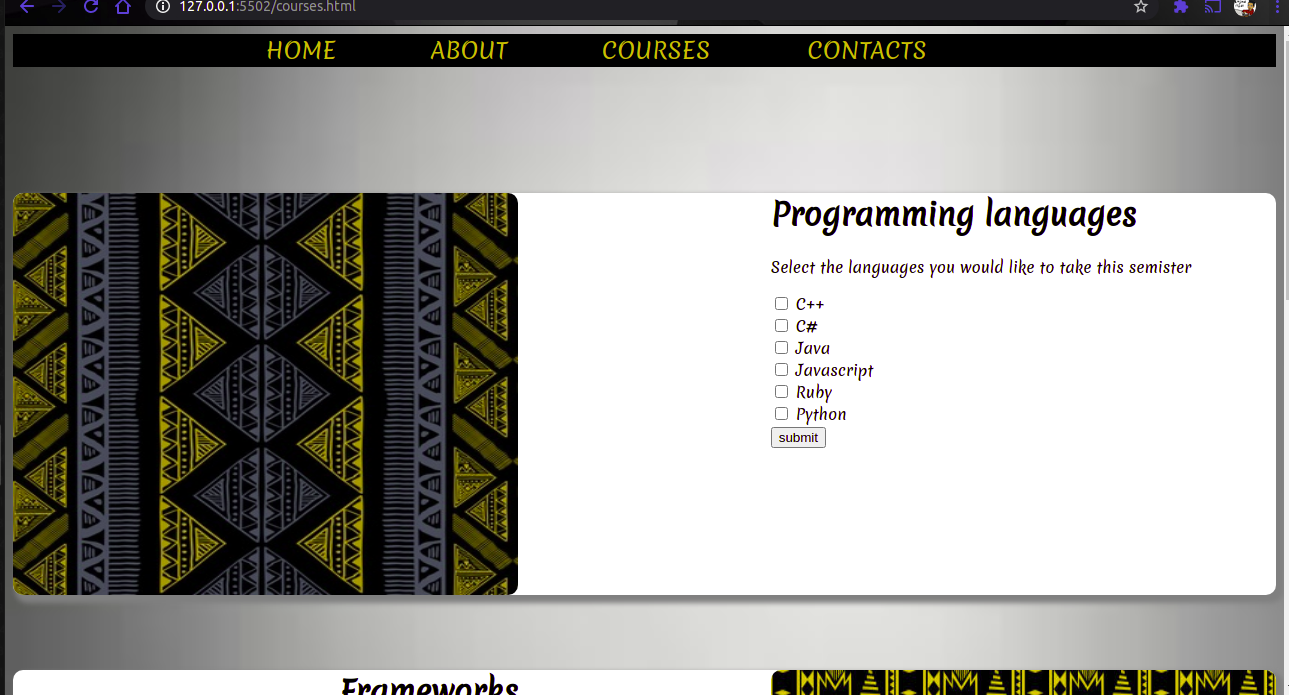 127.0.0.1:5502/courses.html
HOME ABOUT COURSES CONTACTS
Programming languages
Select the languages you would like to take this semister
C++
C#
Java
Javascript
Ruby
Python
submit
Frameworks